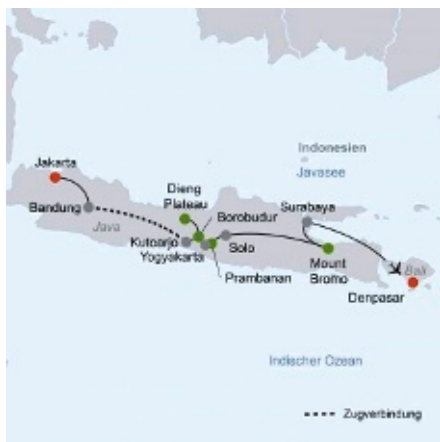 Indonesien
Javasee
Jakarta
Dieng
Plateau
Borobudur
Surabaya
Bandung
Java
Kutoarjo
Yogyakarta
Solo
Prambanan
Mount
Bromo
Bali
Denpasar
Indischer Ozean
Zugverbindung